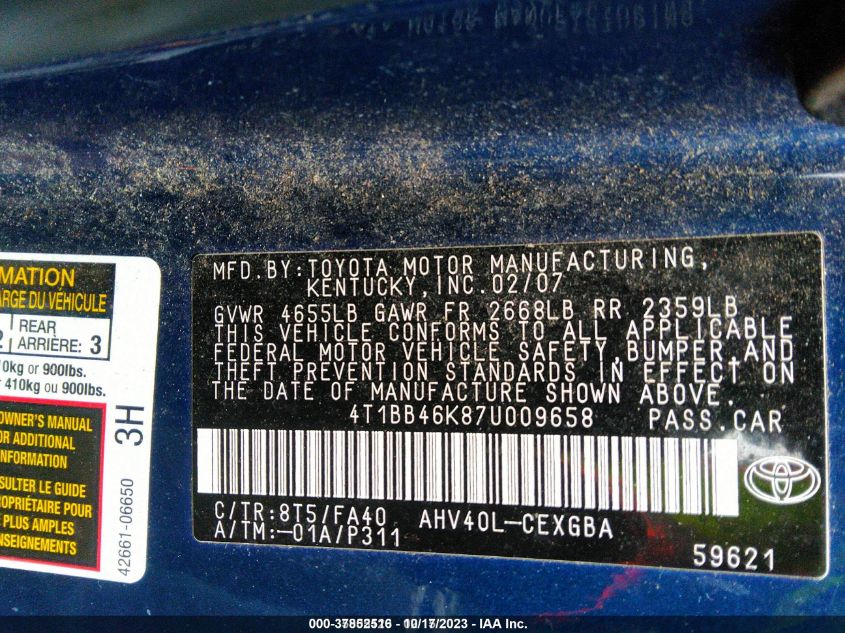 MATION
ARGE DU VÉHICULE
2
REAR
ARRIÈRE: 3
0kg or 900lbs.
410kg ou 900lbs.
OWNER'S MANUAL
OR ADDITIONAL
INFORMATION
SULTER LE GUIDE
ROPRIÉTAIRE POUR
PLUS AMPLES
ENSEIGNEMENTS
3H
42661-06650
MFD.BY:TOYOTA MOTOR MANUFACTURING,
KENTUCKY,INC.02/07
GVWR 4655LB GAWR FR 2668LB RR 2359LB
THIS VEHICLE CONFORMS TO ALL APPLICABLE
FEDERAL MOTOR VEHICLE SAFETY,BUMPER,AND
THEFT PREVENTION STANDARDS IN EFFECT ON
THE DATE OF MANUFACTURE SHOWN ABOVE.
4T1BB46K87U009658 PASS.CAR
C/TR:8T5/FA40 AHV40L-CEXGBA
A/TM:-01A/P311
59621
10/17/2023 - IAA Inc.